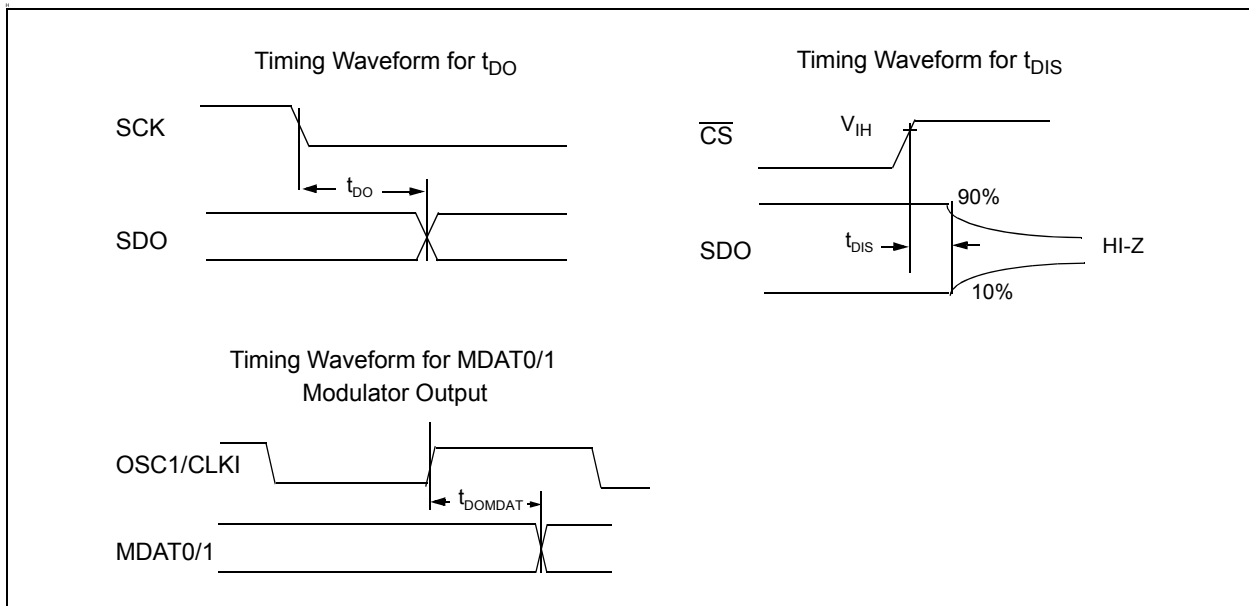 Timing Waveform for tDO
SCK
tDO
SDO
Timing Waveform for tDIS
CS
VIH
90%
SDO
tDIS
HI-Z
10%
Timing Waveform for MDAT0/1
Modulator Output
OSC1/CLKI
tDOMDAT
MDAT0/1